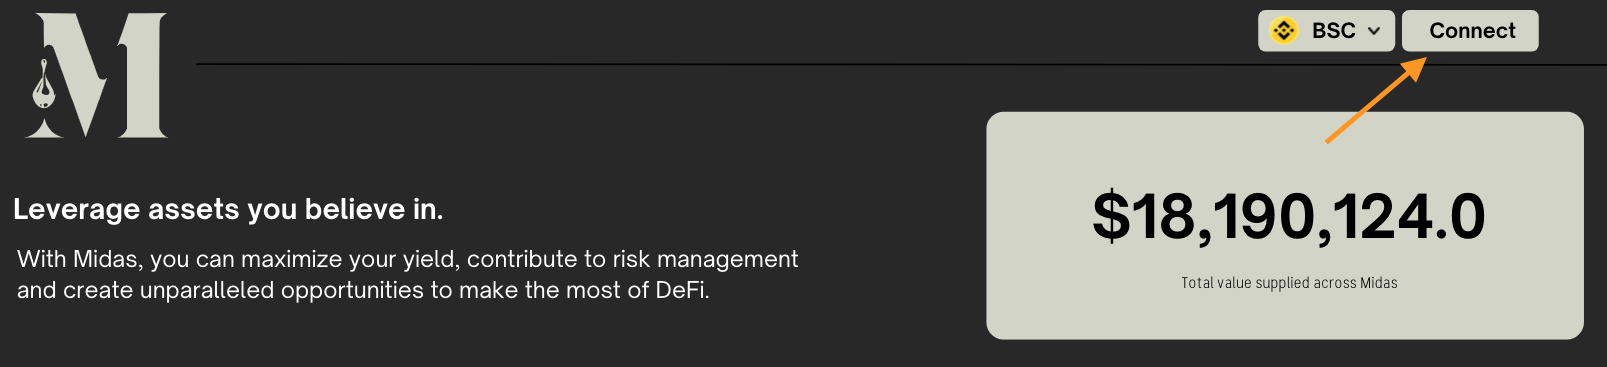 M
BSC
Connect
Leverage assets you believe in.
With Midas, you can maximize your yield, contribute to risk management
and create unparalleled opportunities to make the most of DeFi.
$18,190,124.0
Total value supplied across Midas